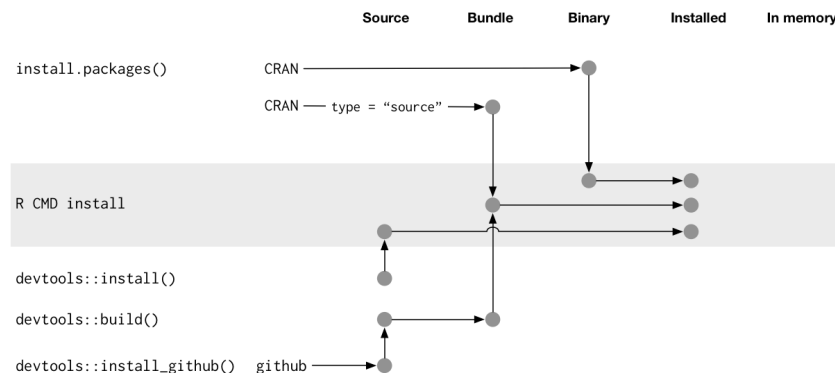 Source Bundle Binary Installed In memory
install.packages() CRAN
CRAN type = “source”
R CMD install
devtools::install()
devtools::build()
devtools::install_github() github